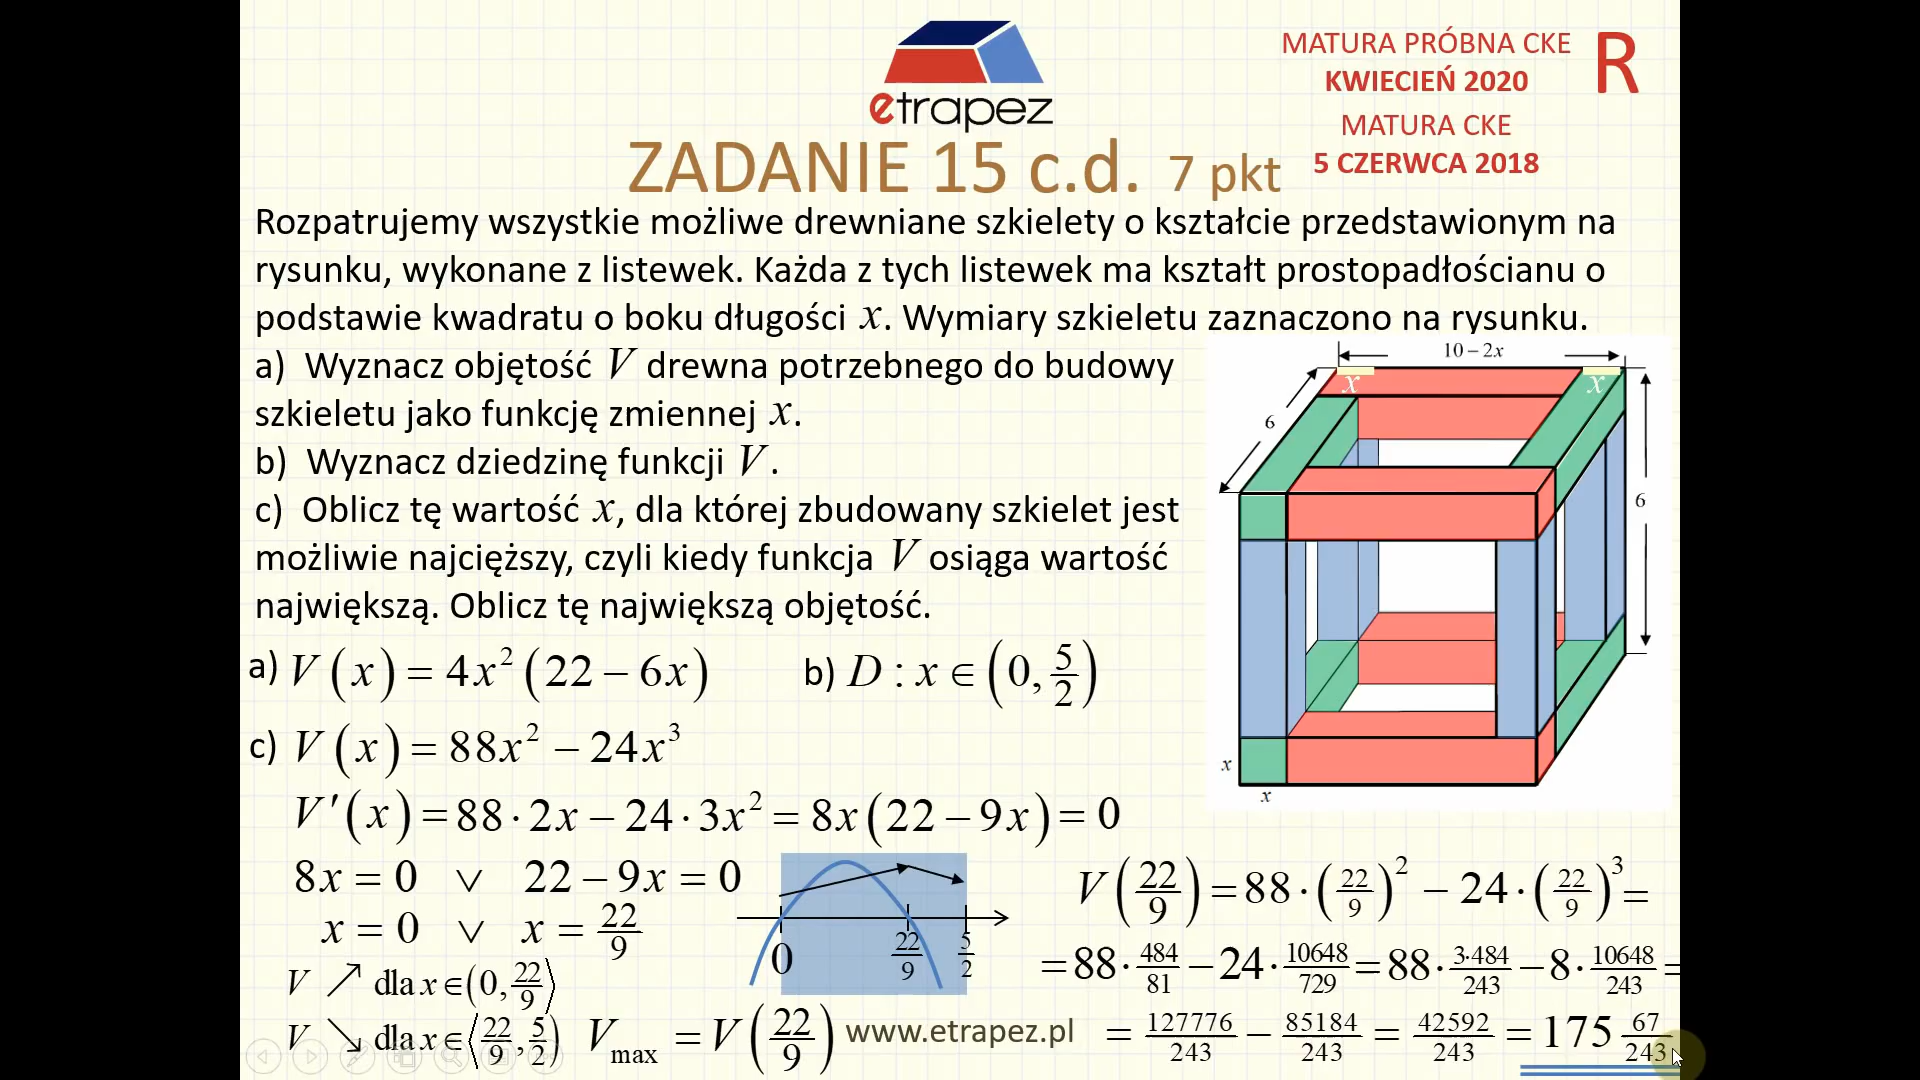 etrapez
MATURA PRÓBNA CKE
KWIECIEŃ 2020
R
MATURA CKE
5 CZERWCA 2018
ZADANIE 15 c.d. 7 pkt
Rozpatrujemy wszystkie możliwe drewniane szkielety o kształcie przedstawionym na
rysunku, wykonane z listewek. Każda z tych listewek ma kształt prostopadłościanu o
podstawie kwadratu o boku długości x. Wymiary szkieletu zaznaczono na rysunku.
a) Wyznacz objętość V drewna potrzebnego do budowy
szkieletu jako funkcję zmiennej x.
b) Wyznacz dziedzinę funkcji V.
c) Oblicz tę wartość x, dla której zbudowany szkielet jest
możliwie najcięższy, czyli kiedy funkcja V osiąga wartość
największą. Oblicz tę największą objętość.
10 – 2x
x x
6
6
x
x
a) V(x) = 4x²(22 – 6x) b) D : x ∈ (0, 5/2)
c) V(x) = 88x² – 24x³
V'(x) = 88·2x – 24·3x² = 8x(22 – 9x) = 0
8x = 0 ∨ 22 – 9x = 0
x = 0 ∨ x = 22/9
V ↗ dla x ∈ (0, 22/9⟩
V ↘ dla x ∈ ⟨22/9, 5/2)
0 22/9 5/2
Vmax = V(22/9)
www.etrapez.pl
V(22/9) = 88·(22/9)² – 24·(22/9)³ =
= 88·484/81 – 24·10648/729 = 88·3·484/243 – 8·10648/243 =
= 127776/243 – 85184/243 = 42592/243 = 175 67/243